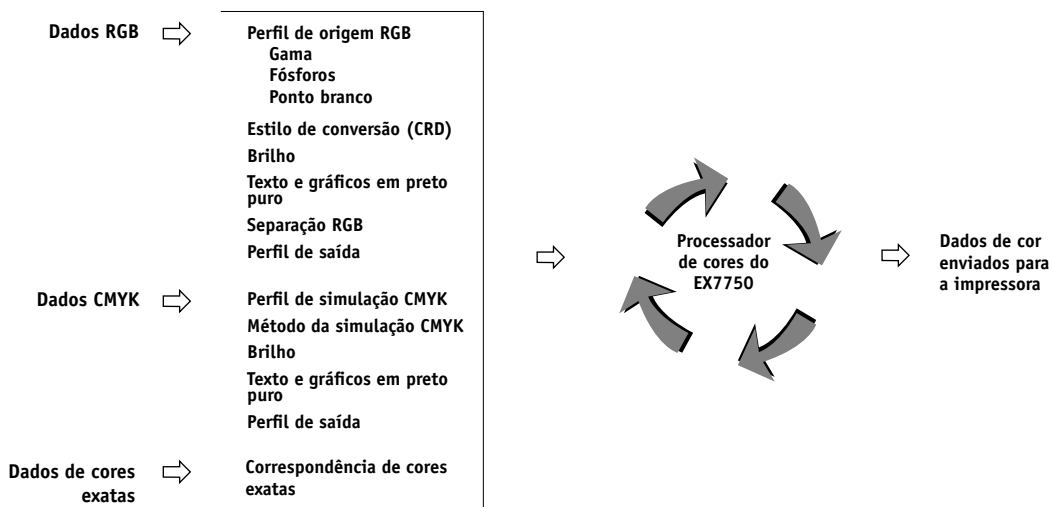 Dados RGB
Perfil de origem RGB
Gama
Fósforos
Ponto branco
Estilo de conversão (CRD)
Brilho
Texto e gráficos em preto
puro
Separação RGB
Perfil de saída
Dados CMYK
Perfil de simulação CMYK
Método da simulação CMYK
Brilho
Texto e gráficos em preto
puro
Perfil de saída
Dados de cores
exatas
Correspondência de cores
exatas
Processador
de cores do
EX7750
Dados de cor
enviados para
a impressora